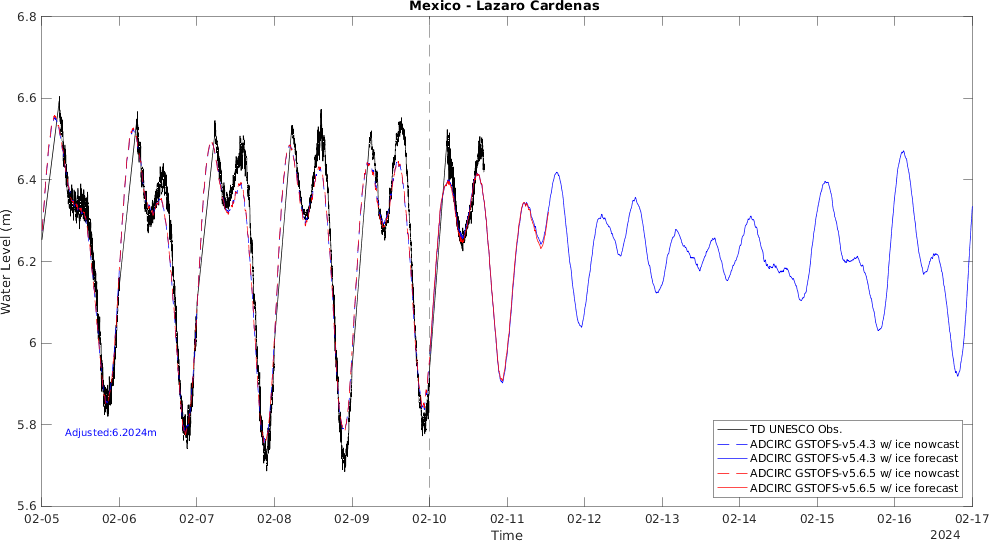 Mexico - Lazaro Cardenas
6.8
6.6
6.4
6.2
6
5.8
5.6
Water Level (m)
Adjusted:6.2024m
TD UNESCO Obs.
ADCIRC GSTOFS-v5.4.3 w/ ice nowcast
ADCIRC GSTOFS-v5.4.3 w/ ice forecast
ADCIRC GSTOFS-v5.6.5 w/ ice nowcast
ADCIRC GSTOFS-v5.6.5 w/ ice forecast
02-05 02-06 02-07 02-08 02-09 02-10 02-11 02-12 02-13 02-14 02-15 02-16 02-17
Time
2024